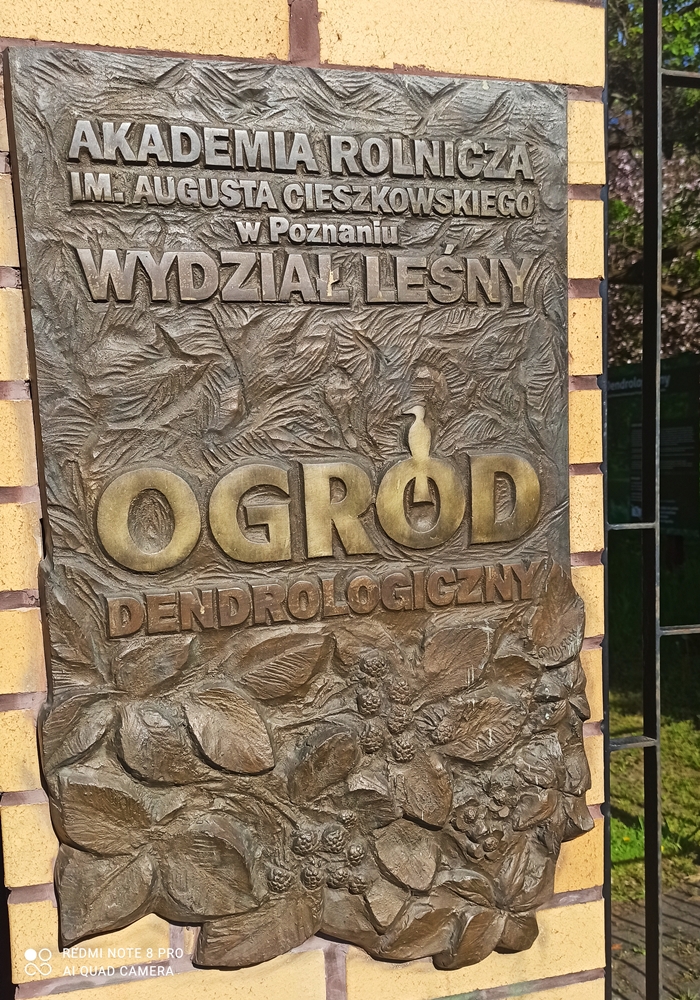 AKADEMIA ROLNICZA
IM. AUGUSTA CIESZKOWSKIEGO
w Poznaniu
WYDZIAŁ LEŚNY
OGRÓD
DENDROLOGICZNY
REDMI NOTE 8 PRO
AI QUAD CAMERA